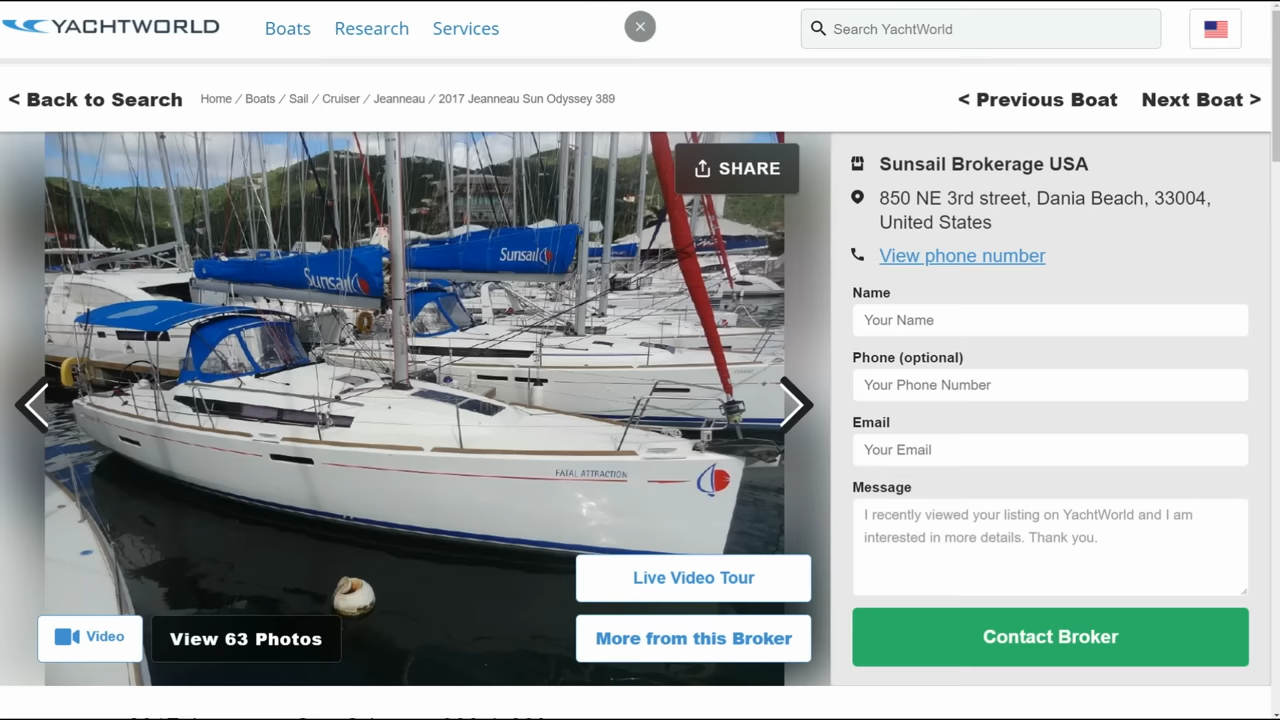 YACHTWORLD
Boats
Research
Services
Search YachtWorld
< Back to Search
Home / Boats / Sail / Cruiser / Jeanneau / 2017 Jeanneau Sun Odyssey 389
< Previous Boat
Next Boat >
SHARE
Sunsail
Sunsail
FATAL ATTRACTION
Live Video Tour
Video
View 63 Photos
More from this Broker
Sunsail Brokerage USA
850 NE 3rd street, Dania Beach, 33004,
United States
View phone number
Name
Your Name
Phone (optional)
Your Phone Number
Email
Your Email
Message
I recently viewed your listing on YachtWorld and I am
interested in more details. Thank you.
Contact Broker